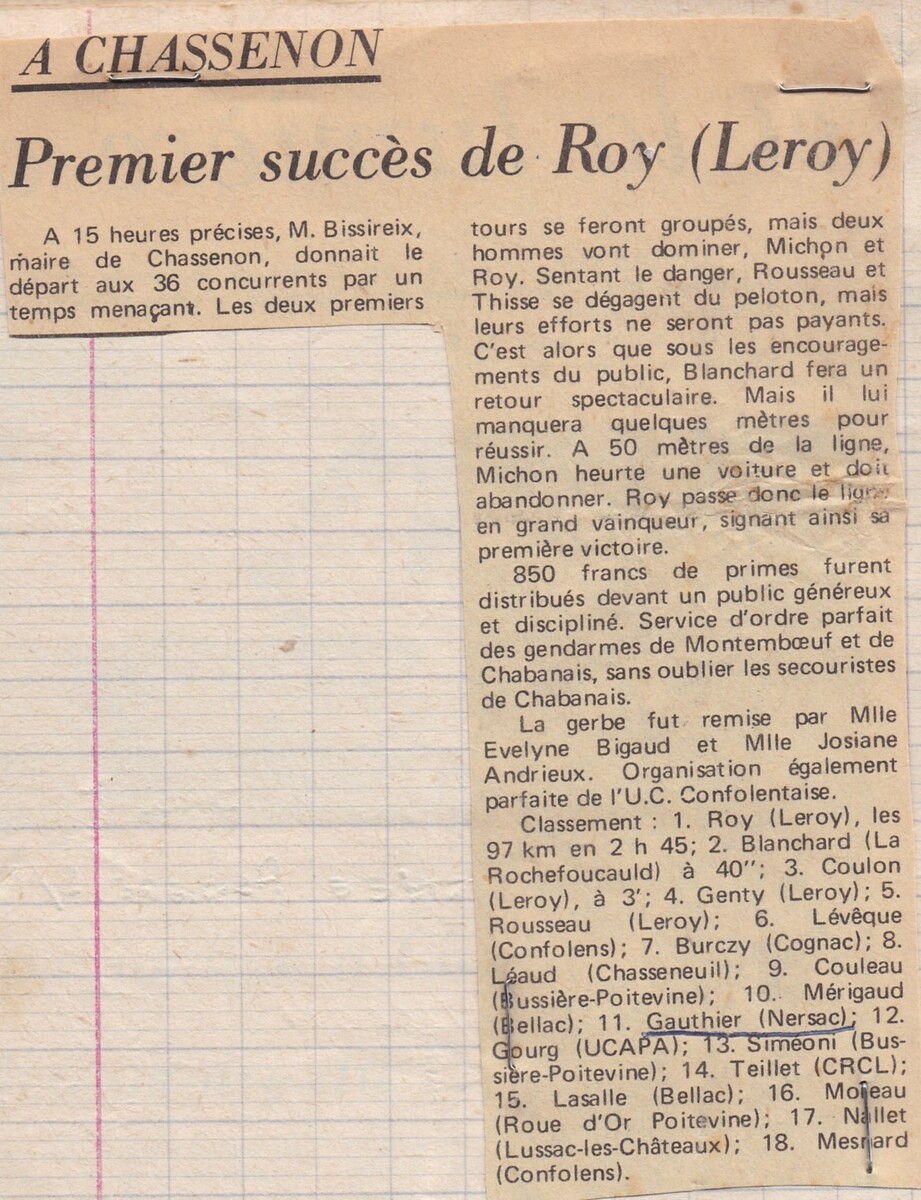 A CHASSENON
Premier succès de Roy (Leroy)
A 15 heures précises, M. Bissireix,
maire de Chassenon, donnait le
départ aux 36 concurrents par un
temps menaçant. Les deux premiers
tours se feront groupés, mais deux
hommes vont dominer, Michon et
Roy. Sentant le danger, Rousseau et
Thisse se dégagent du peloton, mais
leurs efforts ne seront pas payants.
C'est alors que sous les encourage-
ments du public, Blanchard fera un
retour spectaculaire. Mais il lui
manquera quelques mètres pour
réussir. A 50 mètres de la ligne,
Michon heurte une voiture et doit
abandonner. Roy passe donc le ligne
en grand vainqueur, signant ainsi sa
première victoire.
850 francs de primes furent
distribués devant un public généreux
et discipliné. Service d'ordre parfait
des gendarmes de Montembœuf et de
Chabanais, sans oublier les secouristes
de Chabanais.
La gerbe fut remise par Mlle
Evelyne Bigaud et Mlle Josiane
Andrieux. Organisation également
parfaite de l'U.C. Confolentaise.
Classement : 1. Roy (Leroy), les
97 km en 2 h 45; 2. Blanchard (La
Rochefoucauld) à 40"; 3. Coulon
(Leroy), à 3'; 4. Genty (Leroy); 5.
Rousseau (Leroy); 6. Lévêque
(Confolens); 7. Burczy (Cognac); 8.
Léaud (Chasseneuil); 9. Couleau
(Bussière-Poitevine); 10. Mérigaud
(Bellac); 11. Gauthier (Nersac); 12.
Gourg (UCAPA); 13. Siméoni (Bus-
sière-Poitevine); 14. Teillet (CRCL);
15. Lasalle (Bellac); 16. Moreau
(Roue d'Or Poitevine); 17. Nallet
(Lussac-les-Châteaux); 18. Mesnard
(Confolens).